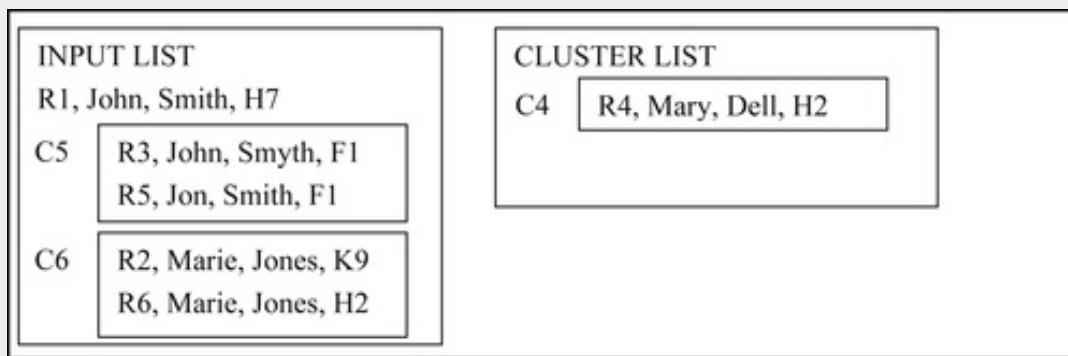 INPUT LIST
R1, John, Smith, H7
C5
R3, John, Smyth, F1
R5, Jon, Smith, F1
C6
R2, Marie, Jones, K9
R6, Marie, Jones, H2
CLUSTER LIST
C4
R4, Mary, Dell, H2